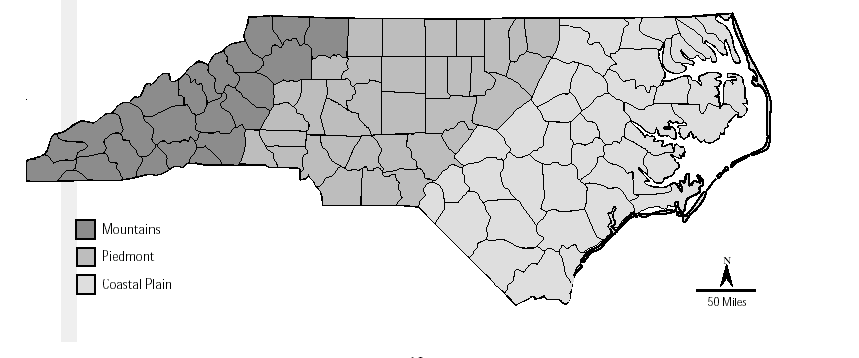 Mountains
Piedmont
Coastal Plain
N
50 Miles